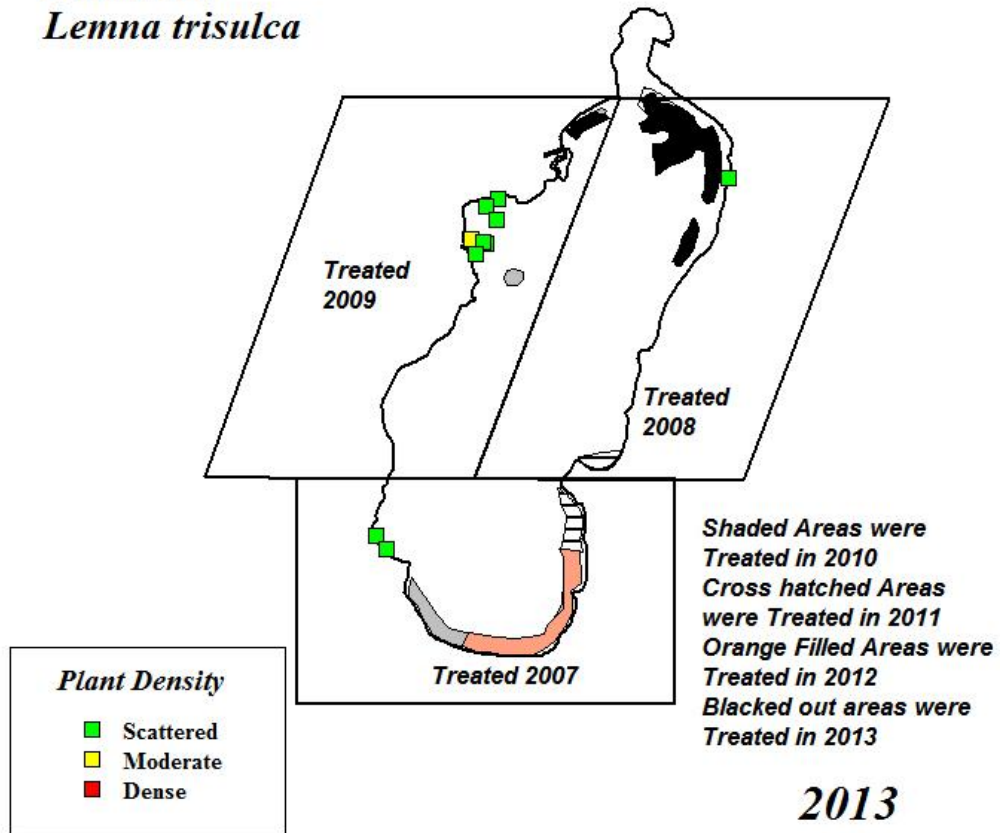 Lemna trisulca
Treated
2009
Treated
2008
Treated 2007
Shaded Areas were
Treated in 2010
Cross hatched Areas
were Treated in 2011
Orange Filled Areas were
Treated in 2012
Blacked out areas were
Treated in 2013
Plant Density
Scattered
Moderate
Dense
2013